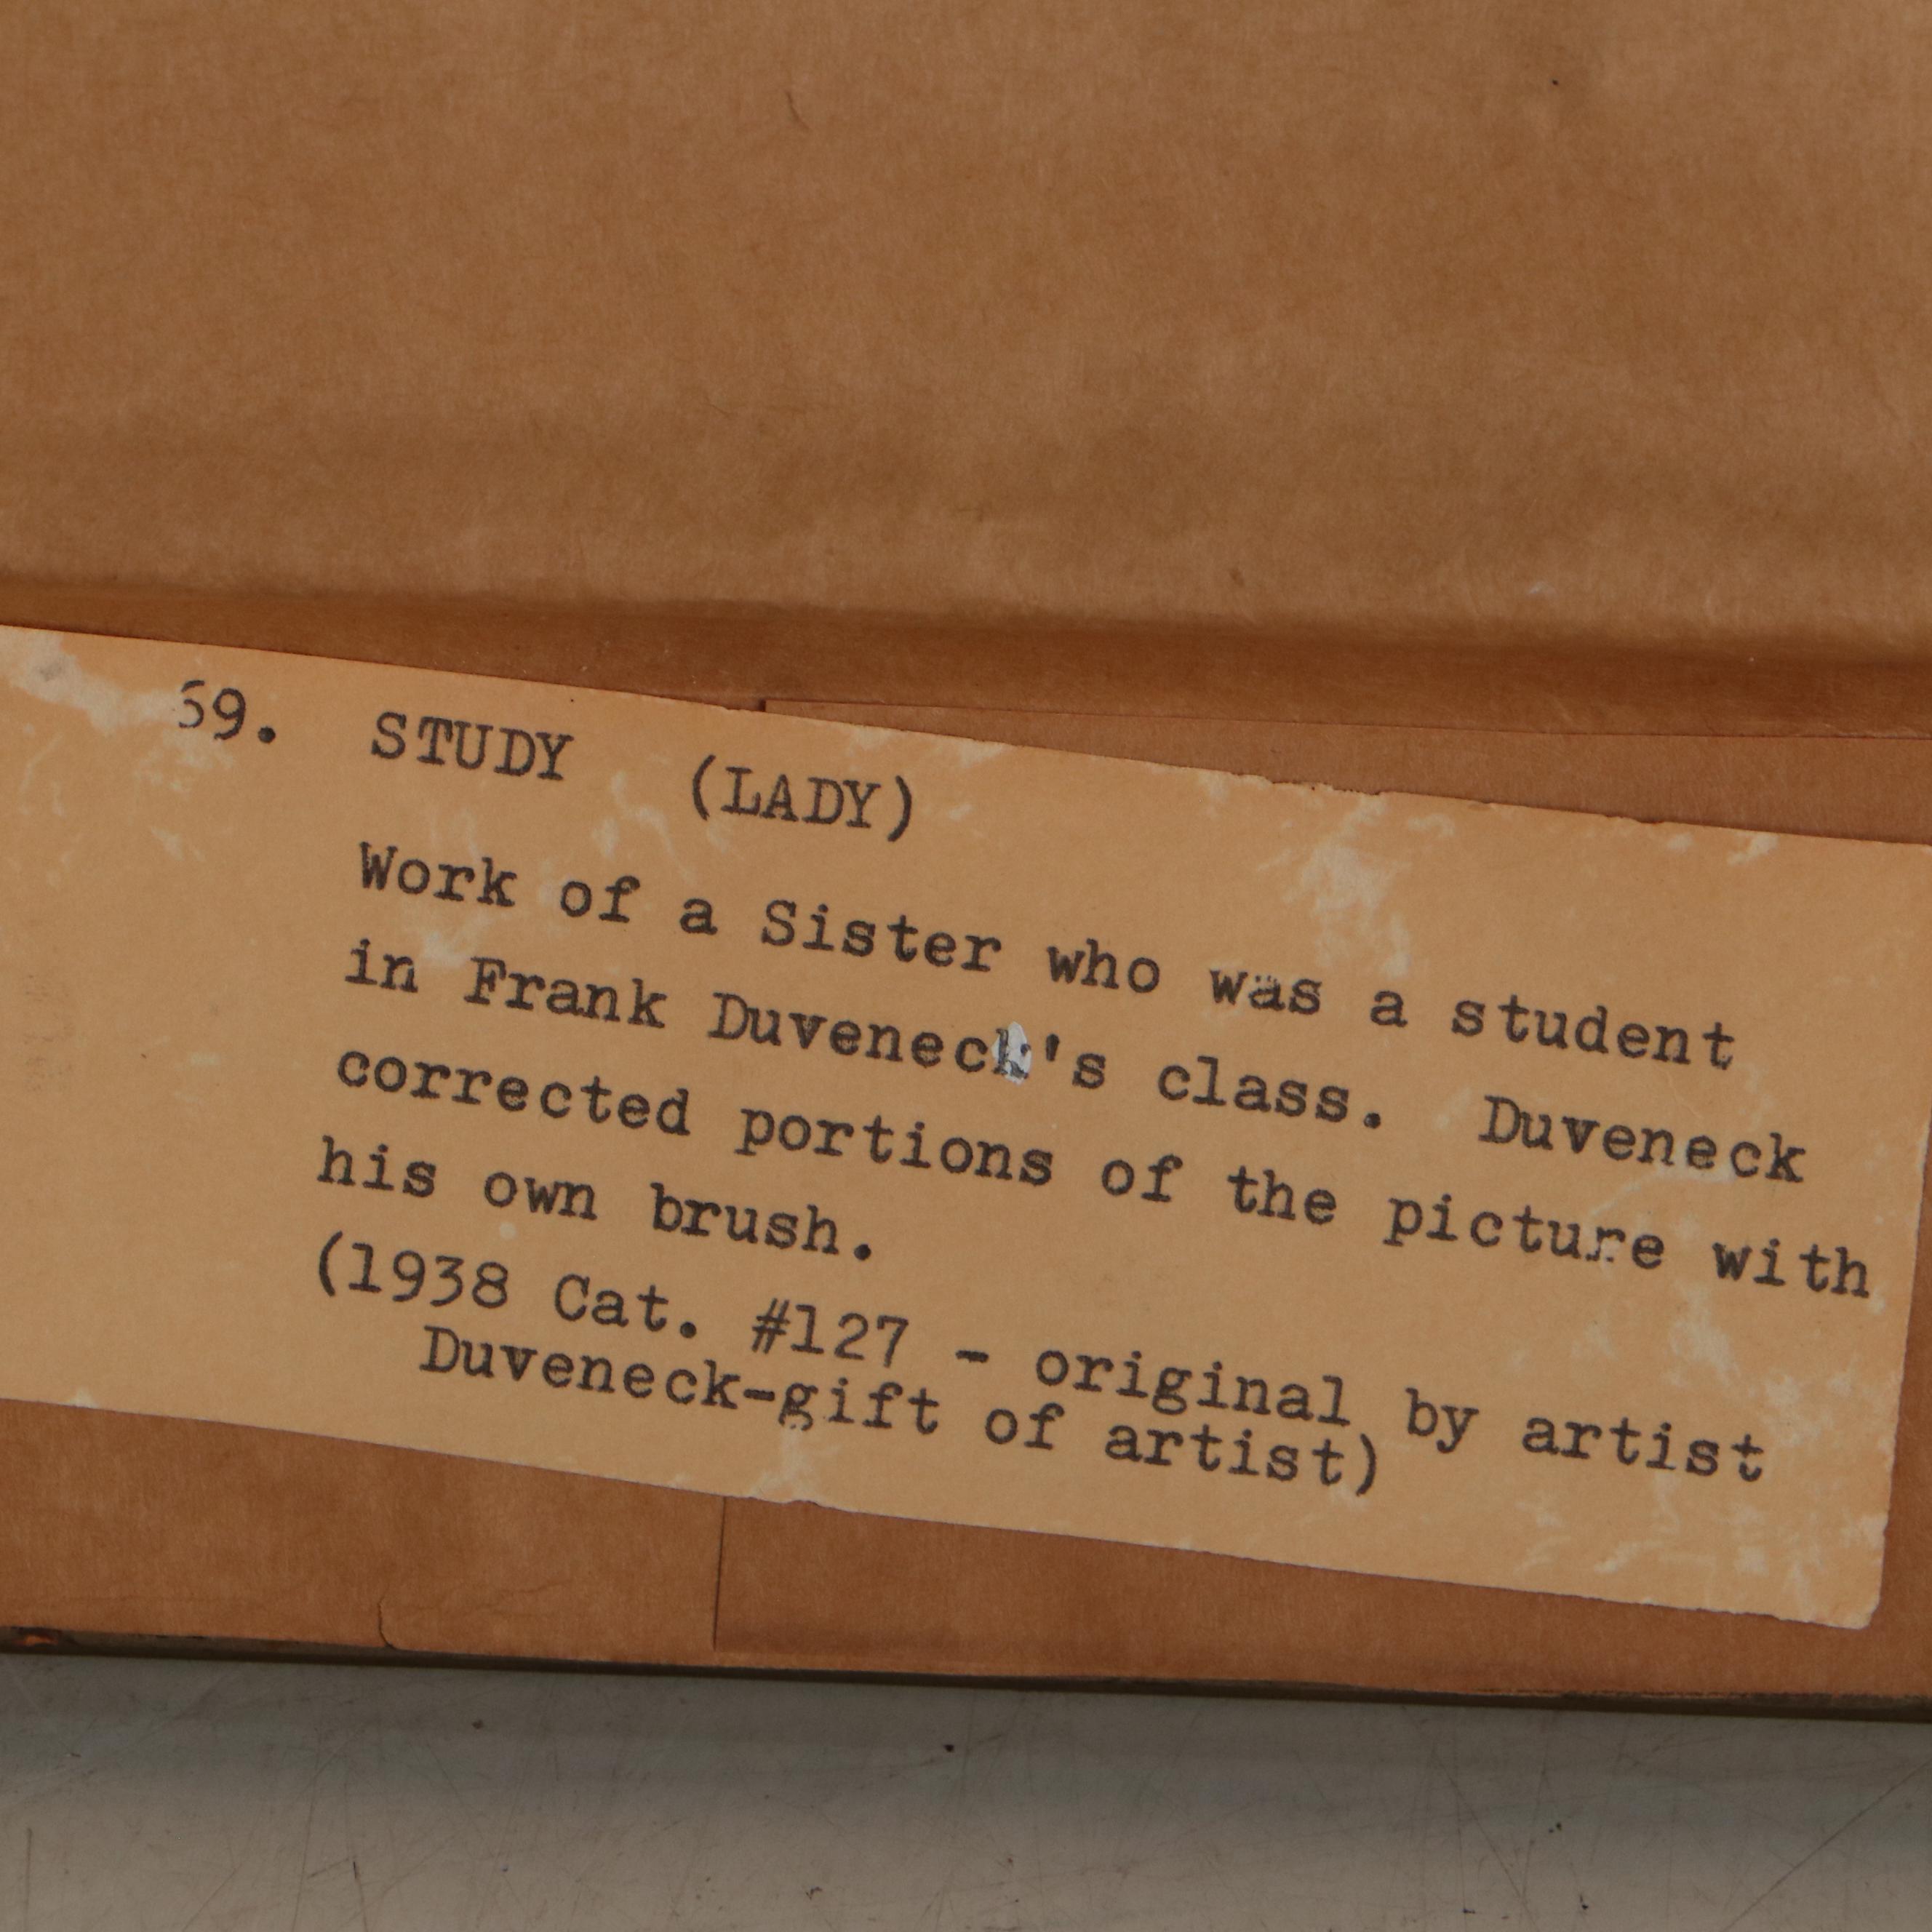 59. STUDY (LADY)
Work of a Sister who was a student
in Frank Duveneck's class. Duveneck
corrected portions of the picture with
his own brush.
(1938 Cat. #127 - original by artist
Duveneck-gift of artist)